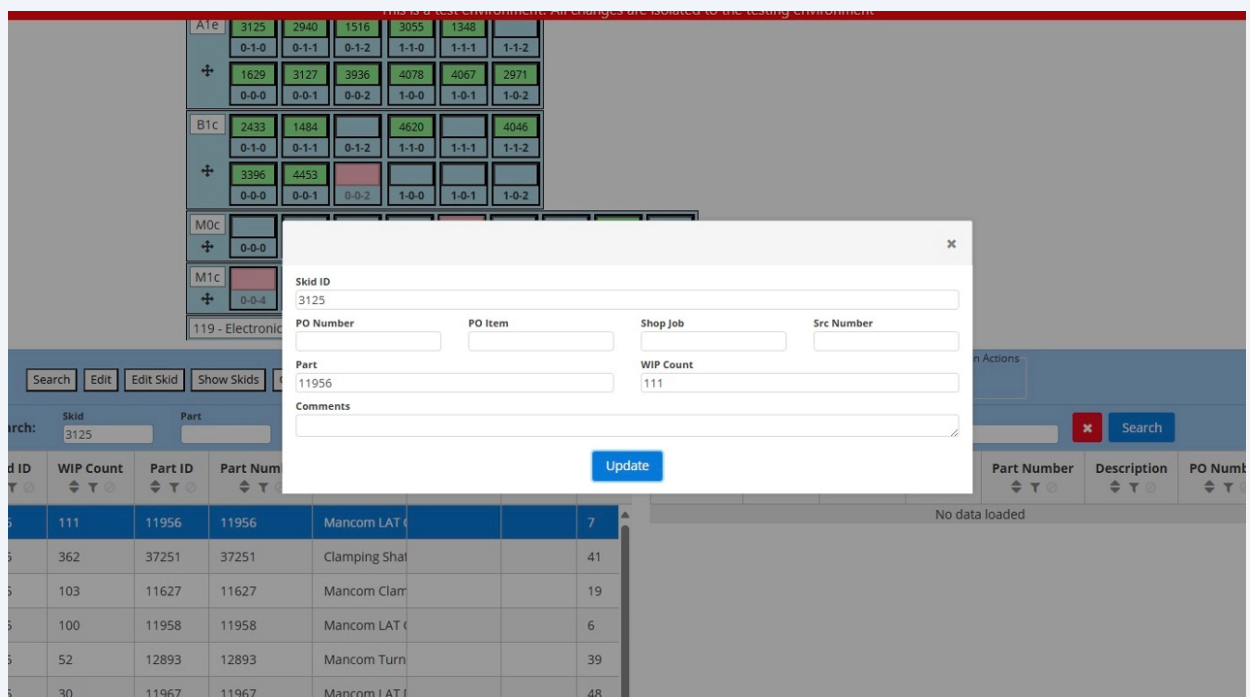 This is a test environment. All changes are isolated to the testing environment
A1e 3125 2940 1516 3055 1348
0-1-0 0-1-1 0-1-2 1-1-0 1-1-1 1-1-2
1629 3127 3936 4078 4067 2971
0-0-0 0-0-1 0-0-2 1-0-0 1-0-1 1-0-2
B1c 2433 1484 4620 4046
0-1-0 0-1-1 0-1-2 1-1-0 1-1-1 1-1-2
3396 4453
0-0-0 0-0-1 0-0-2 1-0-0 1-0-1 1-0-2
M0c
0-0-0
M1c
0-0-4
119 - Electronic
Skid ID
3125
PO Number PO Item Shop Job Src Number
Part WIP Count
11956 111
Comments
Update
n Actions
Search Edit Edit Skid Show Skids
Skid Part
rch: 3125 Search
d ID WIP Count Part ID Part Num Part Number Description PO Numb
No data loaded
111 11956 11956 Mancom LAT 7
362 37251 37251 Clamping Shaf 41
103 11627 11627 Mancom Clam 19
100 11958 11958 Mancom LAT 6
52 12893 12893 Mancom Turn 39
30 11967 11967 Mancom LAT 48